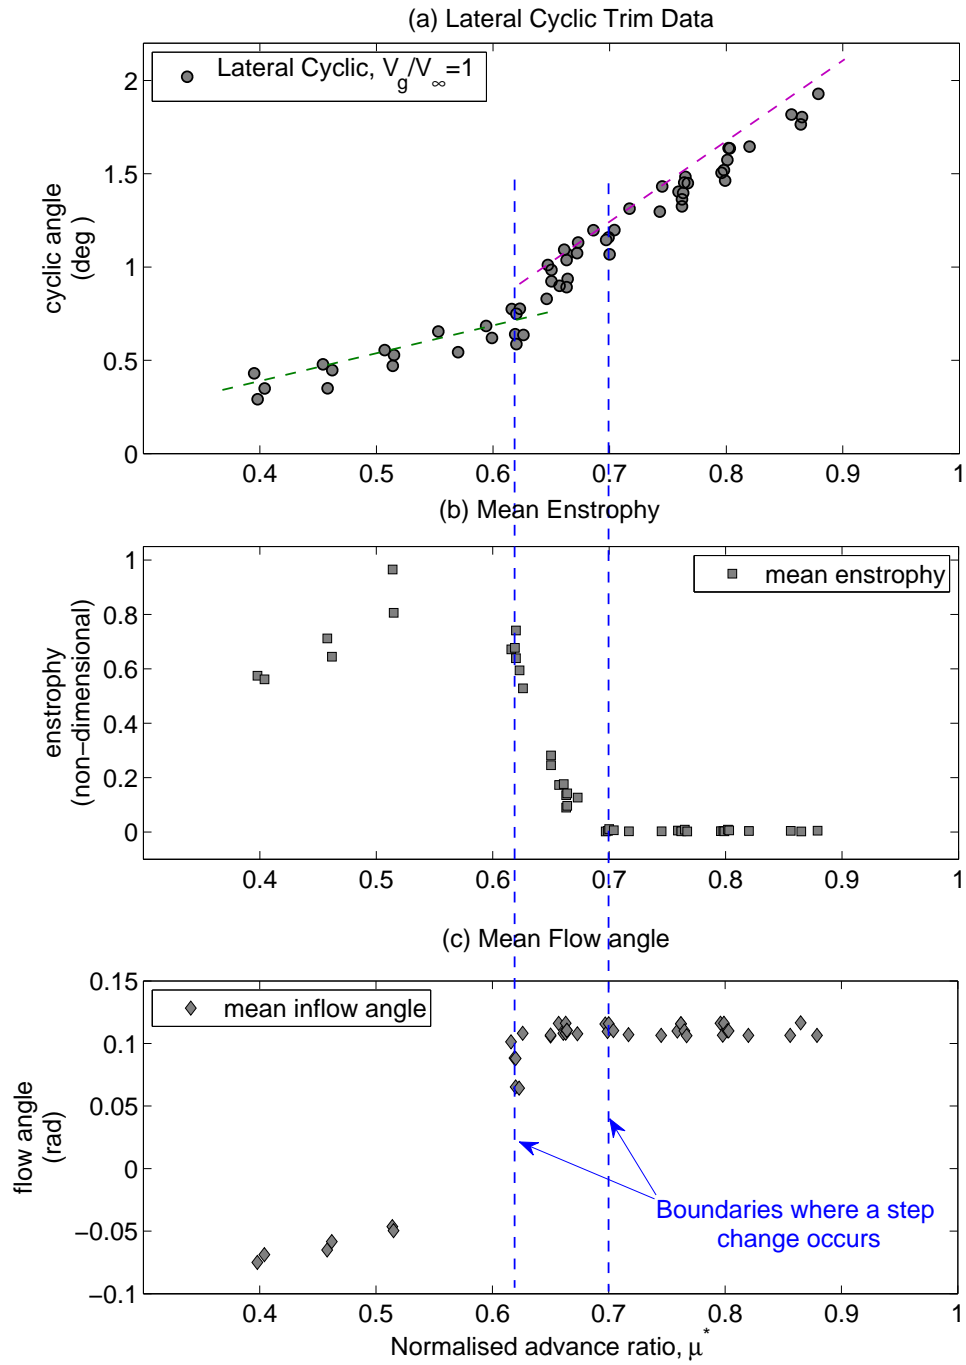 (a) Lateral Cyclic Trim Data
Lateral Cyclic, V_g/V_∞=1
2
1.5
1
0.5
0
cyclic angle
(deg )
0.4 0.5 0.6 0.7 0.8 0.9 1
(b) Mean Enstrophy
mean enstrophy
1
0.8
0.6
0.4
0.2
0
enstrophy
(non−dimensional)
0.4 0.5 0.6 0.7 0.8 0.9 1
(c) Mean Flow angle
mean inflow angle
0.15
0.1
0.05
0
−0.05
−0.1
flow angle
(rad)
Boundaries where a step
change occurs
0.4 0.5 0.6 0.7 0.8 0.9 1
Normalised advance ratio, μ*